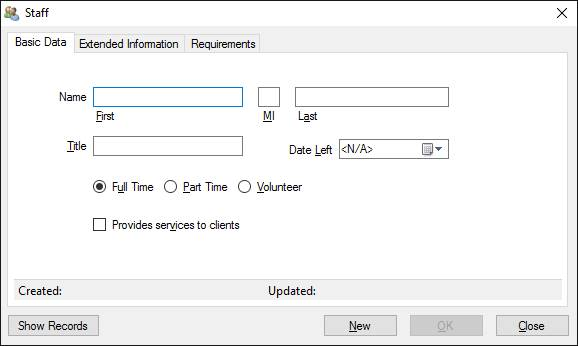 Staff
Basic Data Extended Information Requirements
Name
First MI Last
Title Date Left <N/A>
Full Time Part Time Volunteer
Provides services to clients
Created: Updated:
Show Records New OK Close